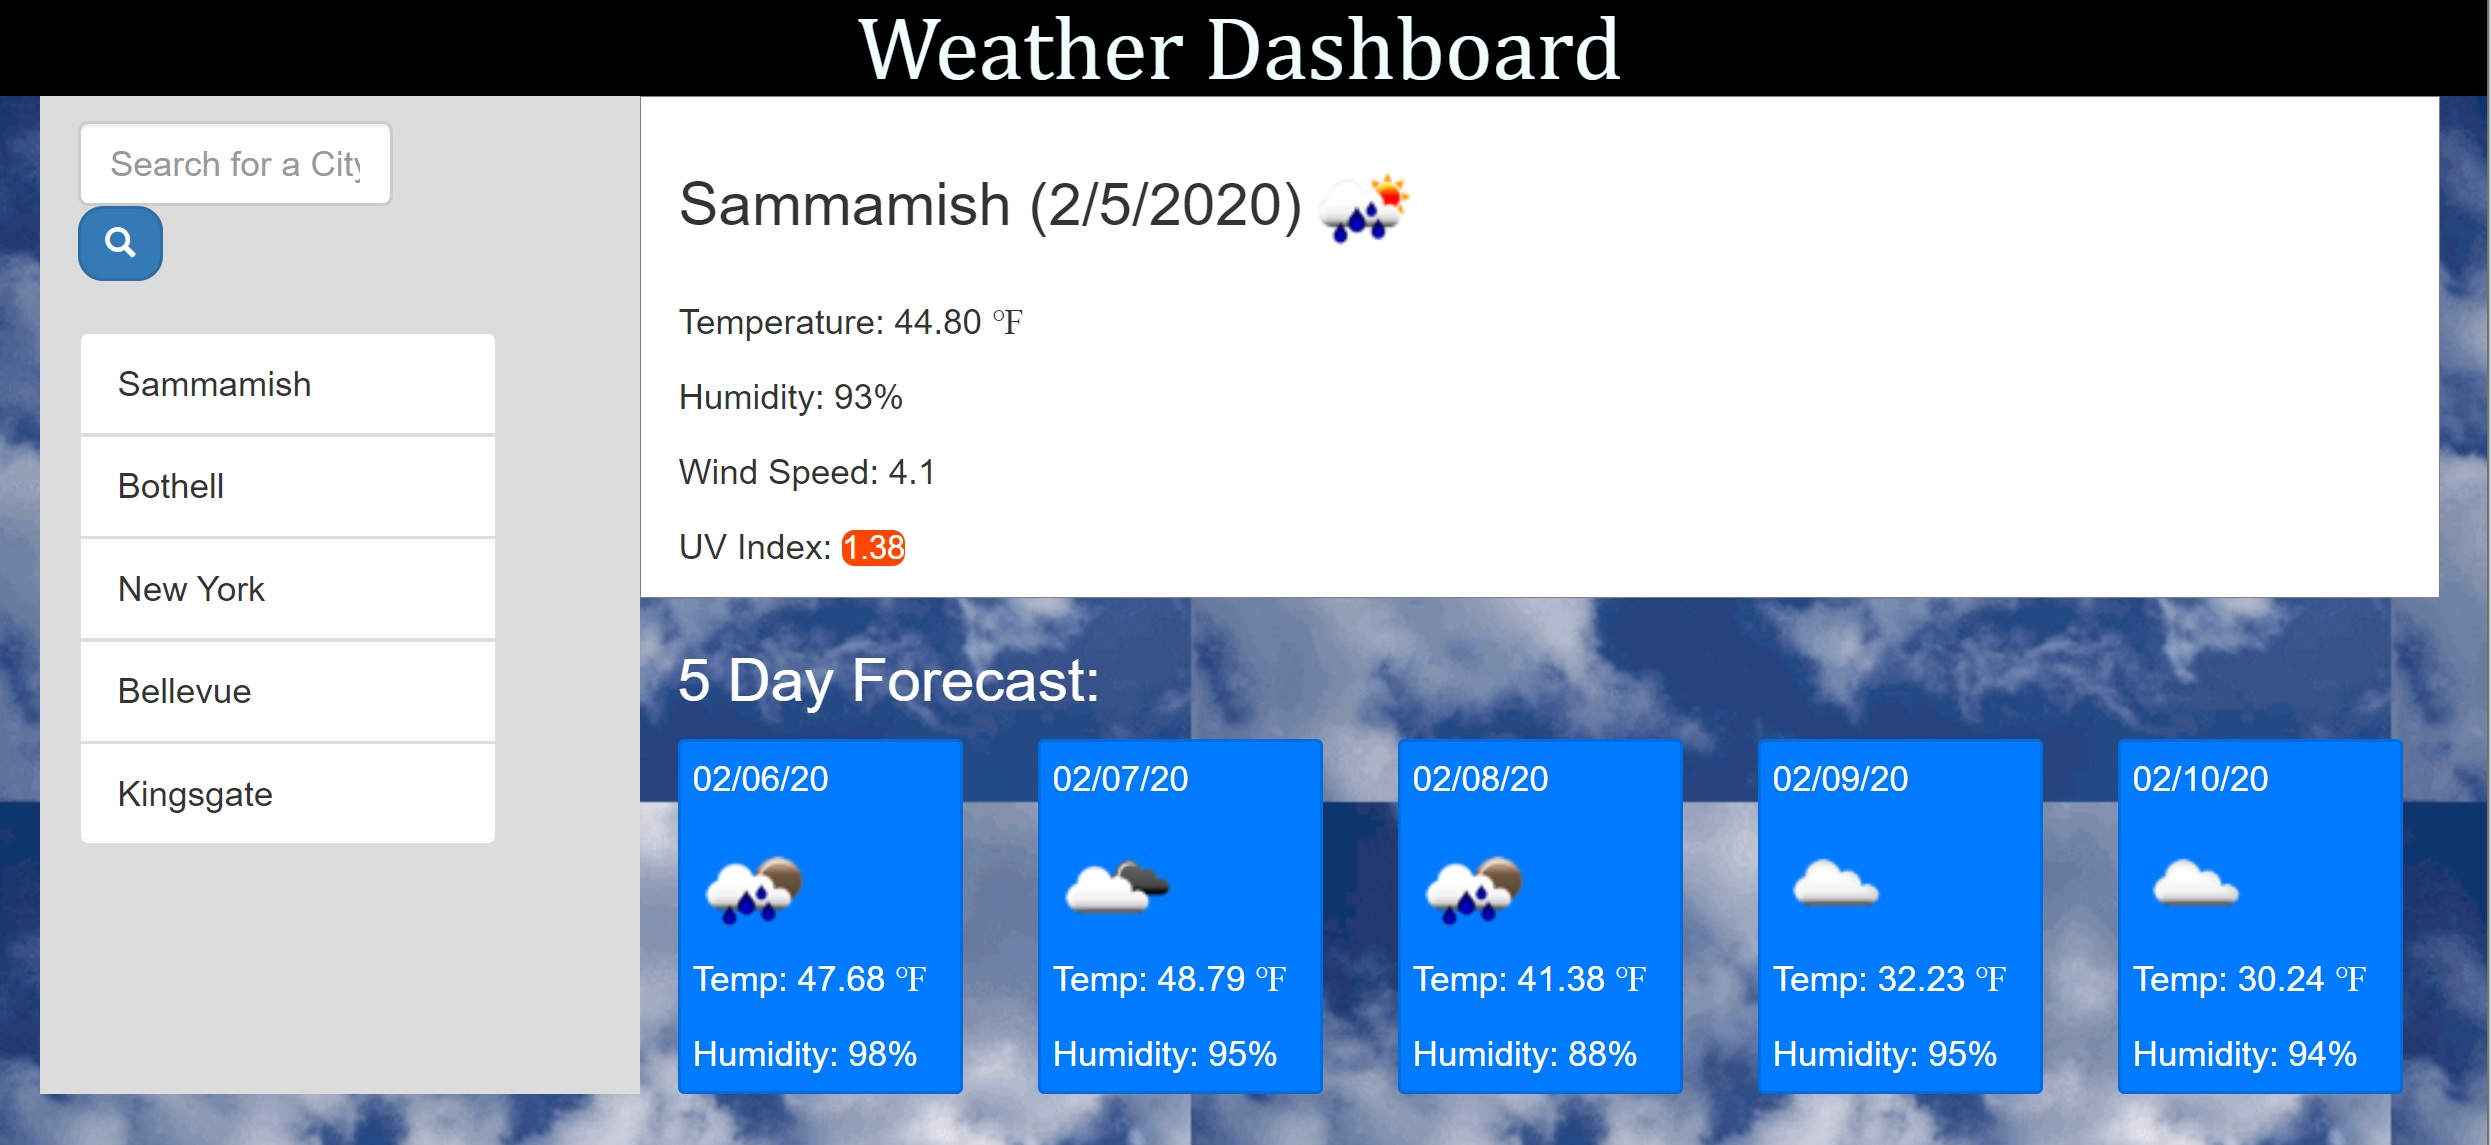 Weather Dashboard
Search for a City
Sammamish
Bothell
New York
Bellevue
Kingsgate
Sammamish (2/5/2020)
Temperature: 44.80 °F
Humidity: 93%
Wind Speed: 4.1
UV Index: 1.38
5 Day Forecast:
02/06/20
Temp: 47.68 °F
Humidity: 98%
02/07/20
Temp: 48.79 °F
Humidity: 95%
02/08/20
Temp: 41.38 °F
Humidity: 88%
02/09/20
Temp: 32.23 °F
Humidity: 95%
02/10/20
Temp: 30.24 °F
Humidity: 94%